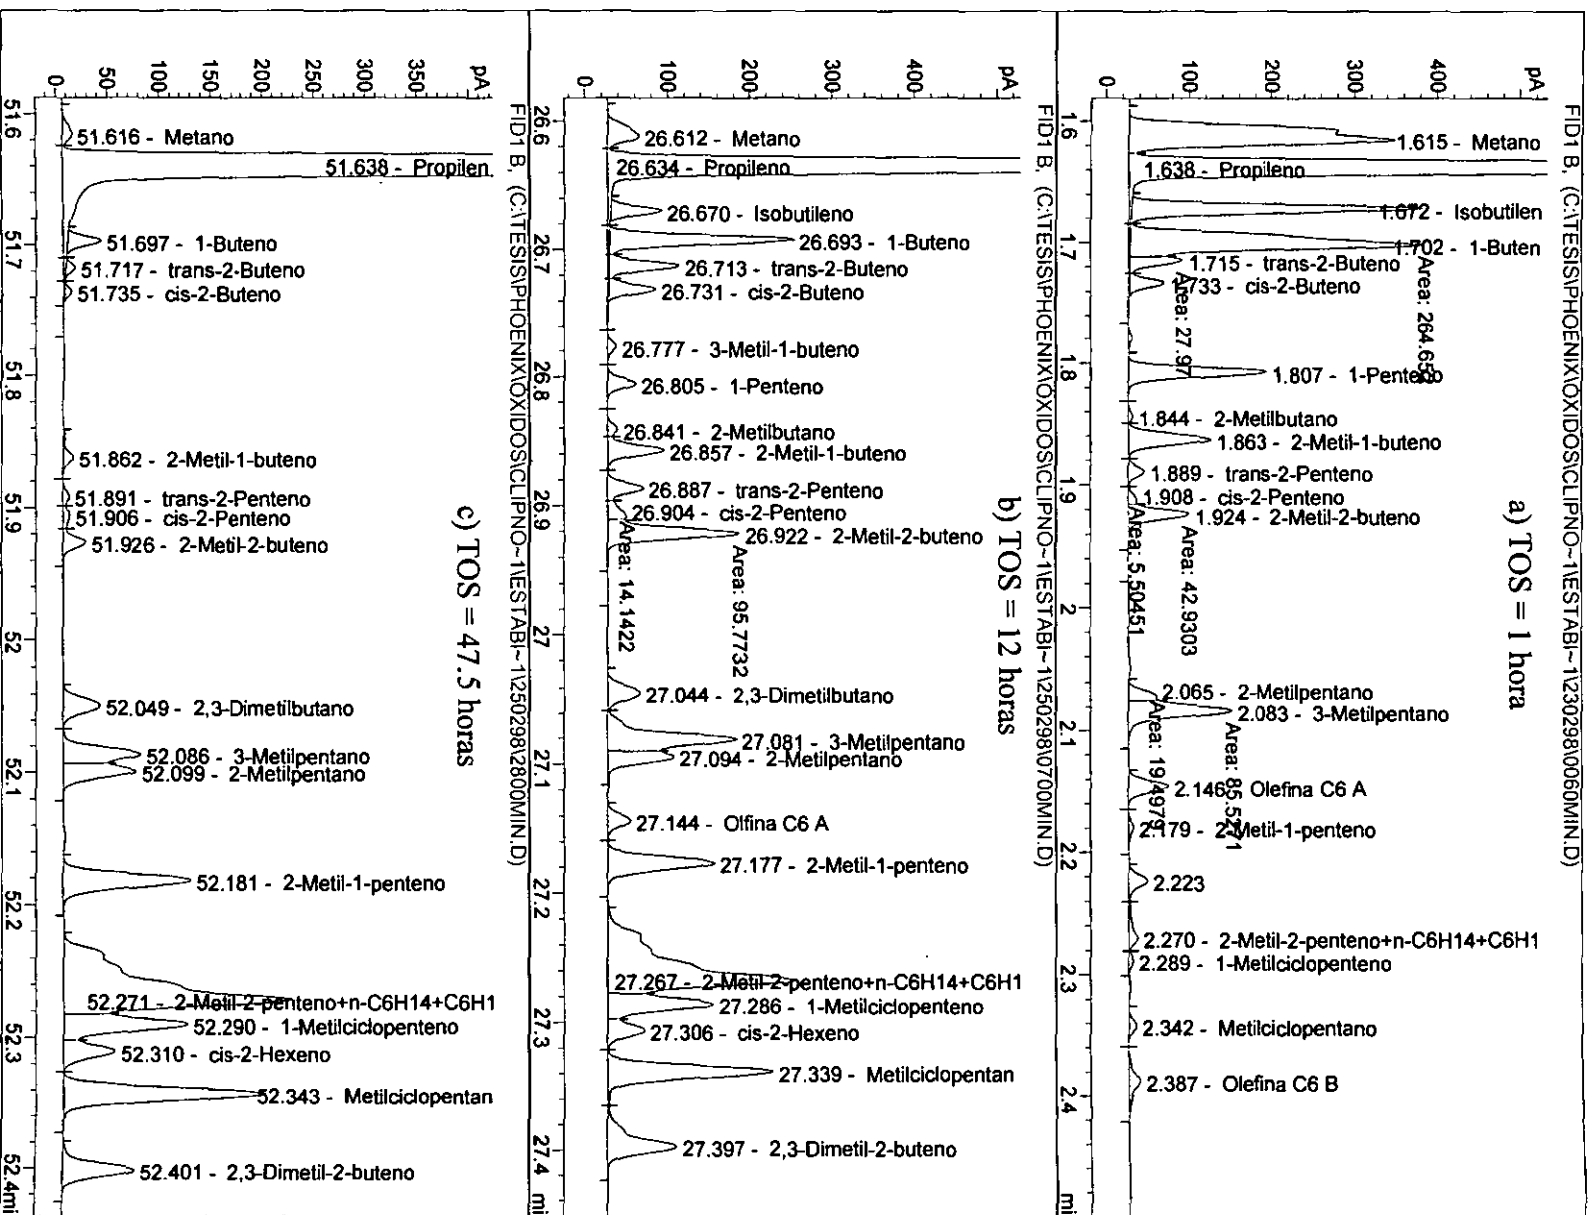 FID1 B, (C:\TESIS\PHOENIX\OXIDOS\CLIPNO~1\ESTABI~1\230298\0060MIN.D)
pA
400
300
200
100
0
a) TOS = 1 hora
1.615 - Metano
1.638 - Propileno
1.672 - Isobutilen
1.702 - 1-Buten
Area: 264.653
1.715 - trans-2-Buteno
1.733 - cis-2-Buteno
Area: 27.97
1.807 - 1-Penteno
1.844 - 2-Metilbutano
1.863 - 2-Metil-1-buteno
1.889 - trans-2-Penteno
1.908 - cis-2-Penteno
1.924 - 2-Metil-2-buteno
Area: 5.50451
Area: 42.9303
2.065 - 2-Metilpentano
2.083 - 3-Metilpentano
Area: 19.4979
Area: 85.5271
2.146 - Olefina C6 A
2.179 - 2-Metil-1-penteno
2.223
2.270 - 2-Metil-2-penteno+n-C6H14+C6H1
2.289 - 1-Metilciclopenteno
2.342 - Metilciclopentano
2.387 - Olefina C6 B
1.6
1.7
1.8
1.9
2
2.1
2.2
2.3
2.4
mi
FID1 B, (C:\TESIS\PHOENIX\OXIDOS\CLIPNO~1\ESTABI~1\250298\0700MIN.D)
pA
400
300
200
100
0
b) TOS = 12 horas
26.612 - Metano
26.634 - Propileno
26.670 - Isobutileno
26.693 - 1-Buteno
26.713 - trans-2-Buteno
26.731 - cis-2-Buteno
26.777 - 3-Metil-1-buteno
26.805 - 1-Penteno
26.841 - 2-Metilbutano
26.857 - 2-Metil-1-buteno
26.887 - trans-2-Penteno
26.904 - cis-2-Penteno
26.922 - 2-Metil-2-buteno
Area: 14.1422
Area: 95.7732
27.044 - 2,3-Dimetilbutano
27.081 - 3-Metilpentano
27.094 - 2-Metilpentano
27.144 - Olfina C6 A
27.177 - 2-Metil-1-penteno
27.267 - 2-Metil-2-penteno+n-C6H14+C6H1
27.286 - 1-Metilciclopenteno
27.306 - cis-2-Hexeno
27.339 - Metilciclopentan
27.397 - 2,3-Dimetil-2-buteno
26.6
26.7
26.8
26.9
27
27.1
27.2
27.3
27.4
mi
FID1 B, (C:\TESIS\PHOENIX\OXIDOS\CLIPNO~1\ESTABI~1\250298\2800MIN.D)
pA
350
300
250
200
150
100
50
0
c) TOS = 47.5 horas
51.616 - Metano
51.638 - Propilen
51.697 - 1-Buteno
51.717 - trans-2-Buteno
51.735 - cis-2-Buteno
51.862 - 2-Metil-1-buteno
51.891 - trans-2-Penteno
51.906 - cis-2-Penteno
51.926 - 2-Metil-2-buteno
52.049 - 2,3-Dimetilbutano
52.086 - 3-Metilpentano
52.099 - 2-Metilpentano
52.181 - 2-Metil-1-penteno
52.271 - 2-Metil-2-penteno+n-C6H14+C6H1
52.290 - 1-Metilciclopenteno
52.310 - cis-2-Hexeno
52.343 - Metilciclopentan
52.401 - 2,3-Dimetil-2-buteno
51.6
51.7
51.8
51.9
52
52.1
52.2
52.3
52.4mi